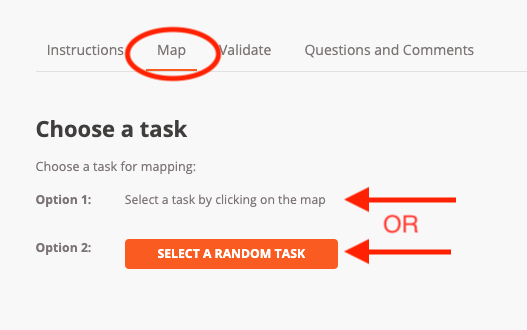 Instructions Map Validate Questions and Comments
Choose a task
Choose a task for mapping:
Option 1: Select a task by clicking on the map
OR
Option 2: SELECT A RANDOM TASK